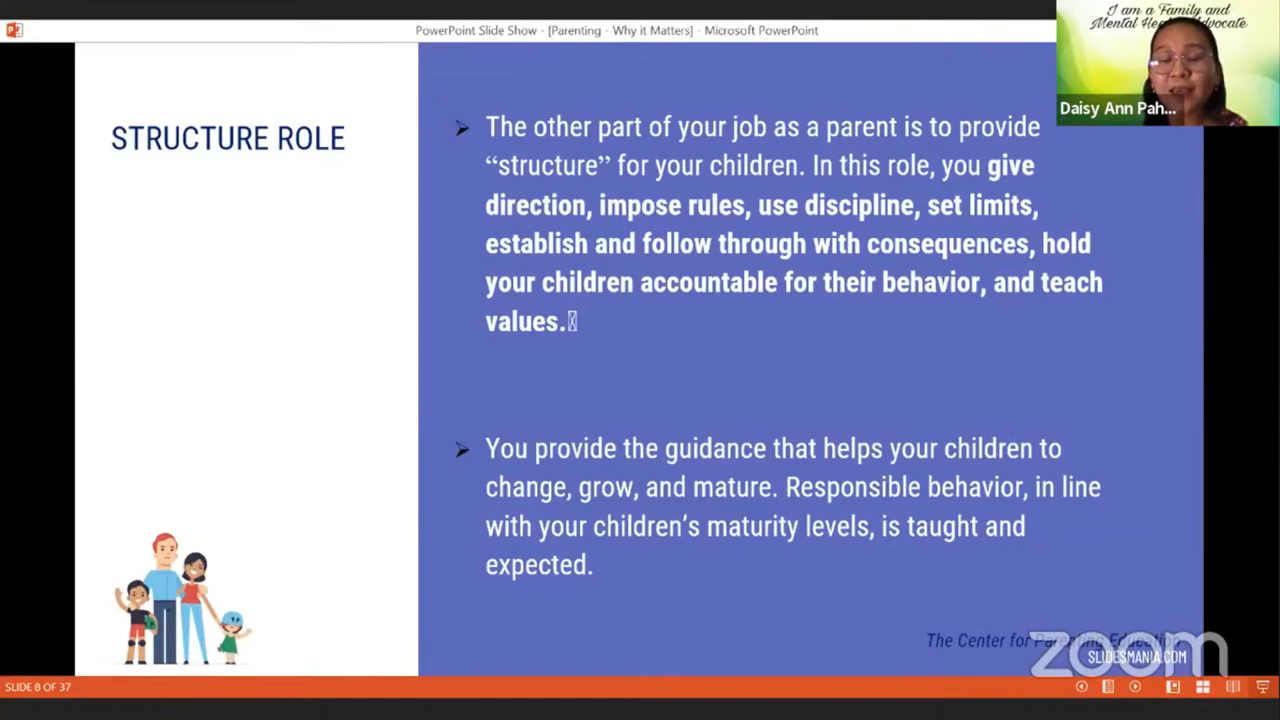 PowerPoint Slide Show - [Parenting - Why it Matters] - Microsoft PowerPoint
I am a Family and
Mental Health Advocate
Daisy Ann Pah...
STRUCTURE ROLE
➢ The other part of your job as a parent is to provide
“structure” for your children. In this role, you give
direction, impose rules, use discipline, set limits,
establish and follow through with consequences, hold
your children accountable for their behavior, and teach
values.
➢ You provide the guidance that helps your children to
change, grow, and mature. Responsible behavior, in line
with your children’s maturity levels, is taught and
expected.
The Center for Parenting Education
zoom
SLIDESMANIA.COM
SLIDE 8 OF 37